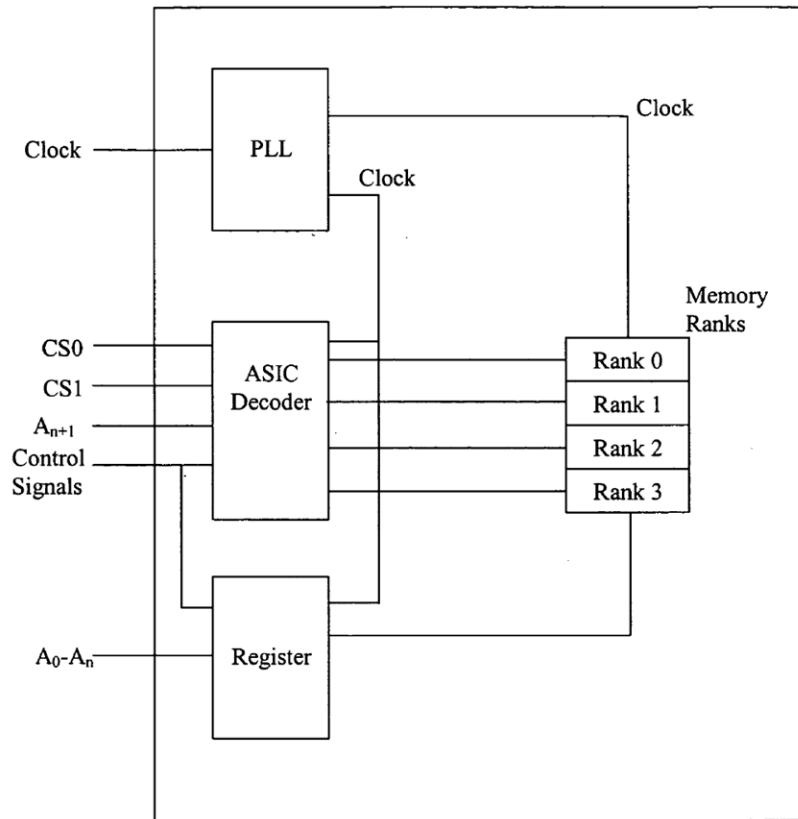 Clock
PLL
Clock
Clock
CS0
CS1
Aₙ₊₁
Control
Signals
ASIC
Decoder
Memory
Ranks
Rank 0
Rank 1
Rank 2
Rank 3
A₀-Aₙ
Register